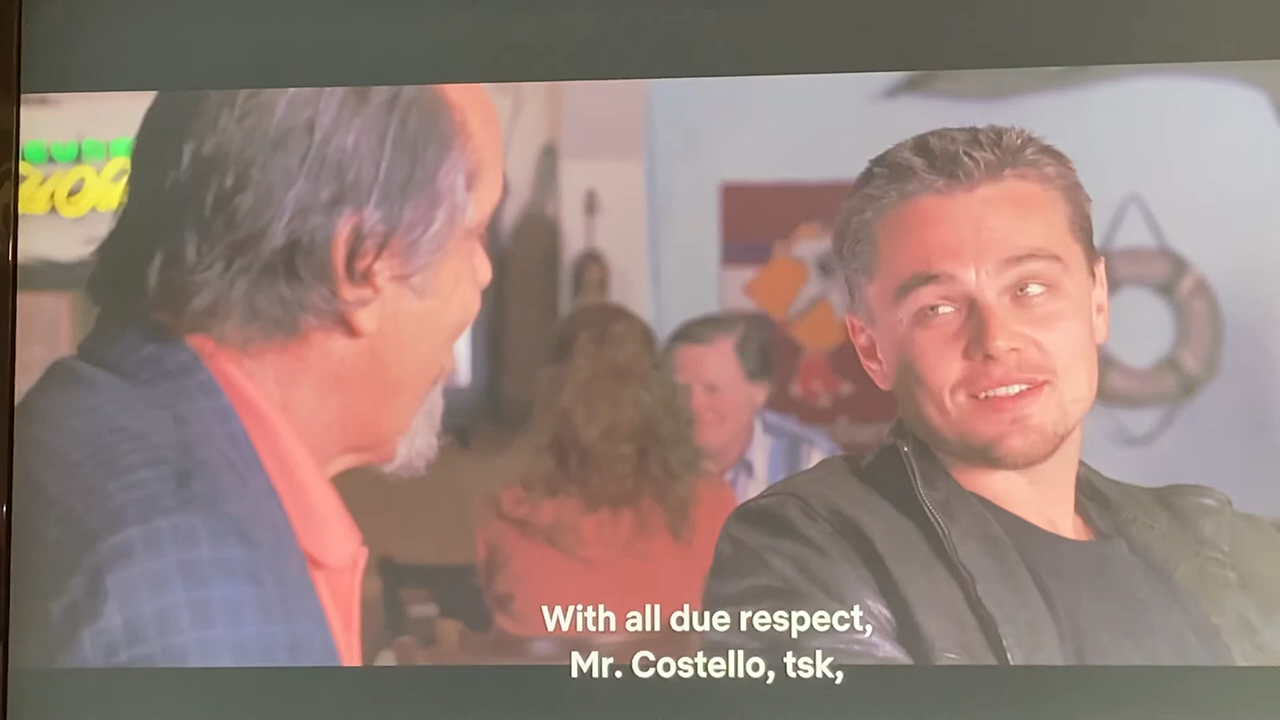 With all due respect,
Mr. Costello, tsk,